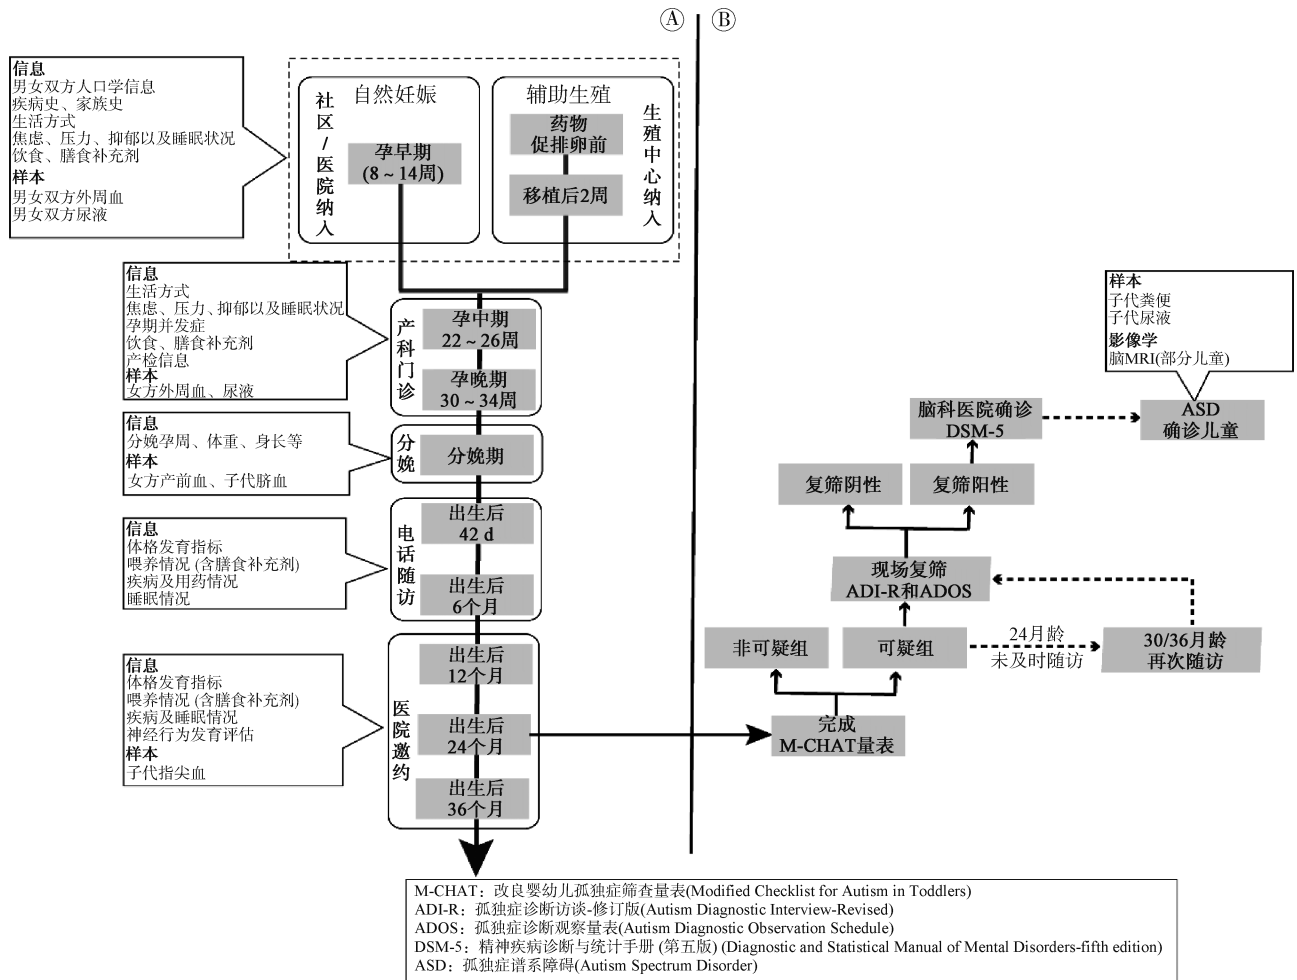 Ⓐ Ⓑ
信息
男女双方人口学信息
疾病史、家族史
生活方式
焦虑、压力、抑郁以及睡眠状况
饮食、膳食补充剂
样本
男女双方外周血
男女双方尿液
社区/医院纳入
自然妊娠
孕早期
(8～14周)
辅助生殖
药物
促排卵前
移植后2周
生殖中心纳入
信息
生活方式
焦虑、压力、抑郁以及睡眠状况
孕期并发症
饮食、膳食补充剂
产检信息
样本
女方外周血、尿液
产科门诊
孕中期
22～26周
孕晚期
30～34周
信息
分娩孕周、体重、身长等
样本
女方产前血、子代脐血
分娩
分娩期
信息
体格发育指标
喂养情况 (含膳食补充剂)
疾病及用药情况
睡眠情况
电话随访
出生后
42 d
出生后
6个月
信息
体格发育指标
喂养情况 (含膳食补充剂)
疾病及睡眠情况
神经行为发育评估
样本
子代指尖血
医院邀约
出生后
12个月
出生后
24个月
出生后
36个月
样本
子代粪便
子代尿液
影像学
脑MRI(部分儿童)
脑科医院确诊
DSM-5
ASD
确诊儿童
复筛阴性
复筛阳性
现场复筛
ADI-R和ADOS
非可疑组
可疑组
24月龄
未及时随访
30/36月龄
再次随访
完成
M-CHAT量表
M-CHAT：改良婴幼儿孤独症筛查量表(Modified Checklist for Autism in Toddlers)
ADI-R：孤独症诊断访谈-修订版(Autism Diagnostic Interview-Revised)
ADOS：孤独症诊断观察量表(Autism Diagnostic Observation Schedule)
DSM-5：精神疾病诊断与统计手册 (第五版) (Diagnostic and Statistical Manual of Mental Disorders-fifth edition)
ASD：孤独症谱系障碍(Autism Spectrum Disorder)